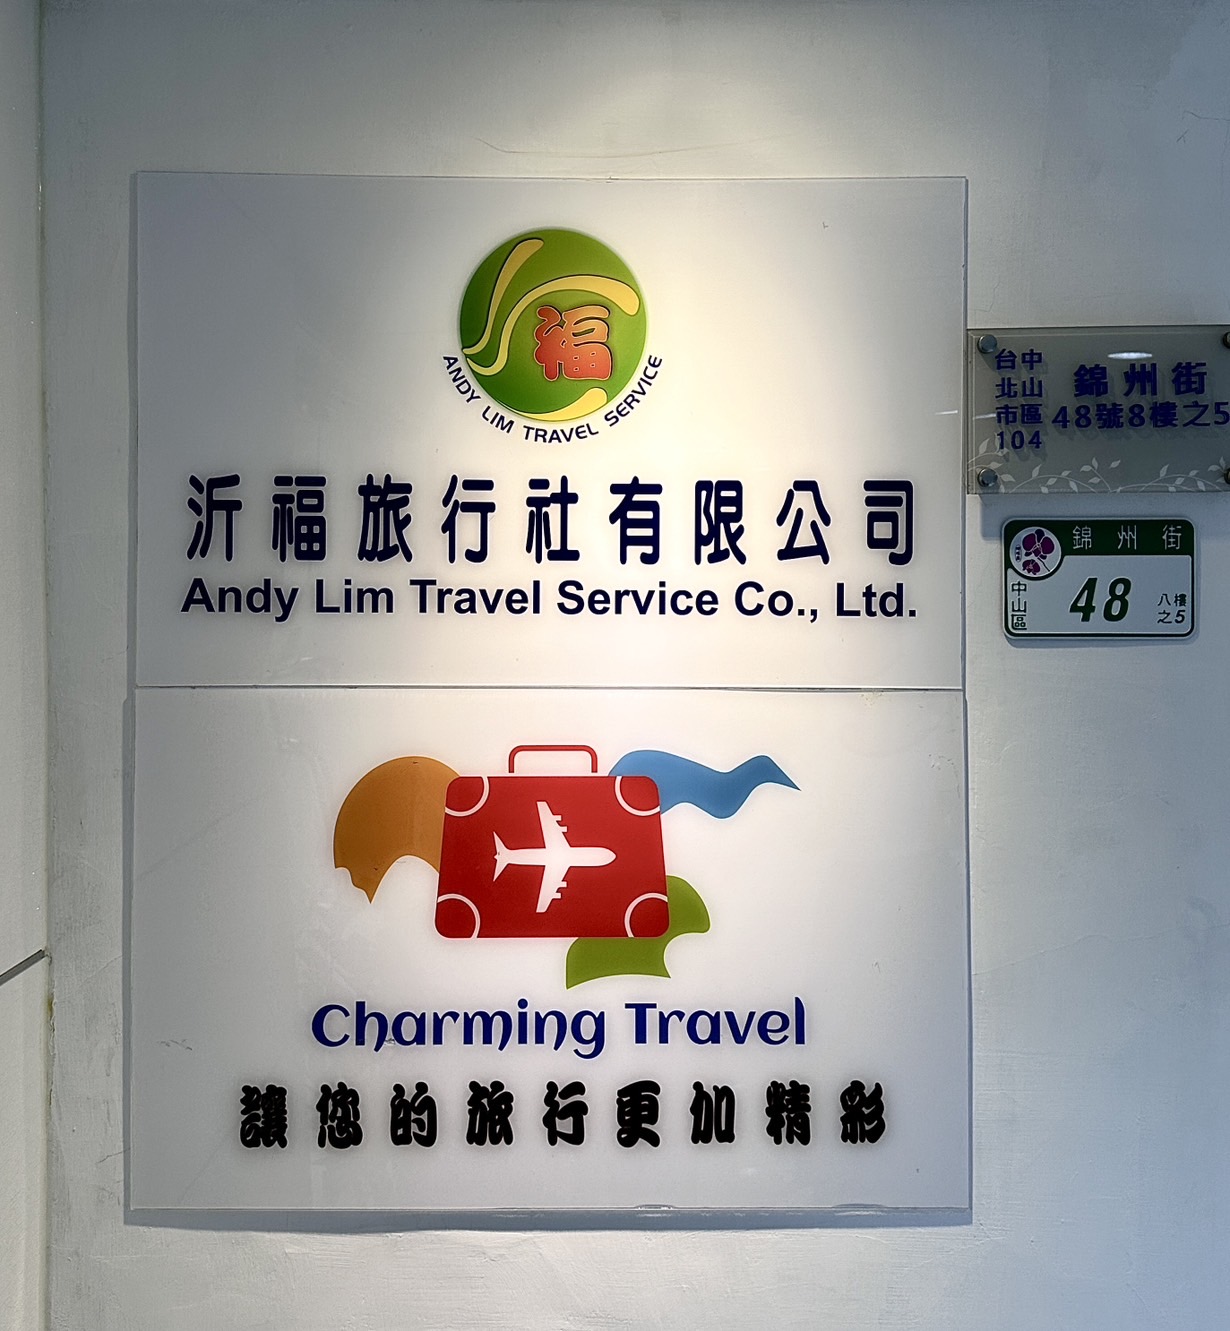 福
ANDY LIM TRAVEL SERVICE
沂福旅行社有限公司
Andy Lim Travel Service Co., Ltd.
Charming Travel
讓您的旅行更加精彩
台北市
中山區
104
錦州街
48號8樓之5
錦州街
中山區
48
八樓
之5